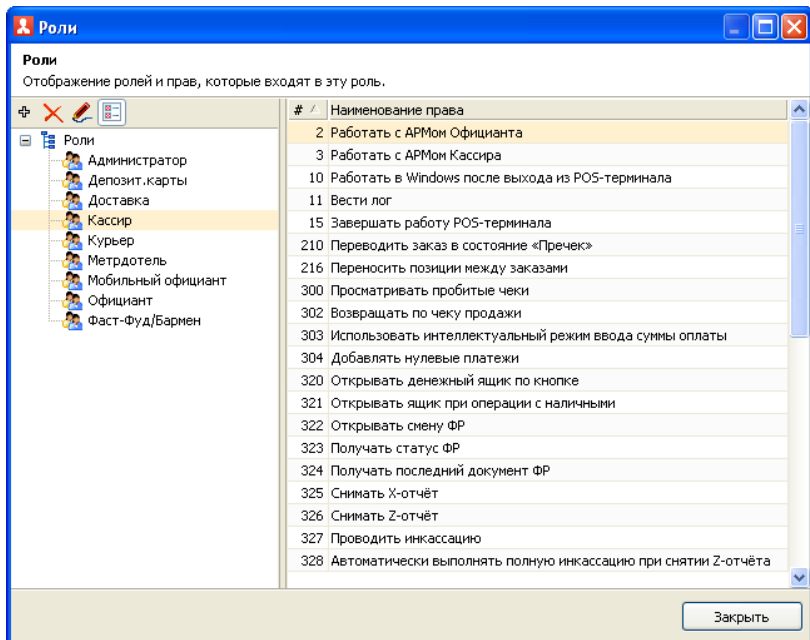 Роли
Роли
Отображение ролей и прав, которые входят в эту роль.
Роли
Администратор
Депозит.карты
Доставка
Кассир
Курьер
Метрдотель
Мобильный официант
Официант
Фаст-Фуд/Бармен
# Наименование права
2 Работать с АРМом Официанта
3 Работать с АРМом Кассира
10 Работать в Windows после выхода из POS-терминала
11 Вести лог
15 Завершать работу POS-терминала
210 Переводить заказ в состояние «Пречек»
216 Переносить позиции между заказами
300 Просматривать пробитые чеки
302 Возвращать по чеку продажи
303 Использовать интеллектуальный режим ввода суммы оплаты
304 Добавлять нулевые платежи
320 Открывать денежный ящик по кнопке
321 Открывать ящик при операции с наличными
322 Открывать смену ФР
323 Получать статус ФР
324 Получать последний документ ФР
325 Снимать X-отчёт
326 Снимать Z-отчёт
327 Проводить инкассацию
328 Автоматически выполнять полную инкассацию при снятии Z-отчёта
Закрыть